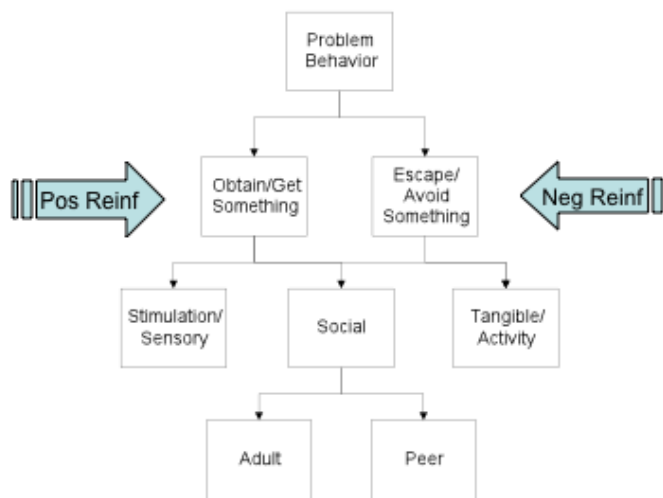 Problem
Behavior
Pos Reinf
Obtain/Get
Something
Escape/
Avoid
Something
Neg Reinf
Stimulation/
Sensory
Social
Tangible/
Activity
Adult
Peer